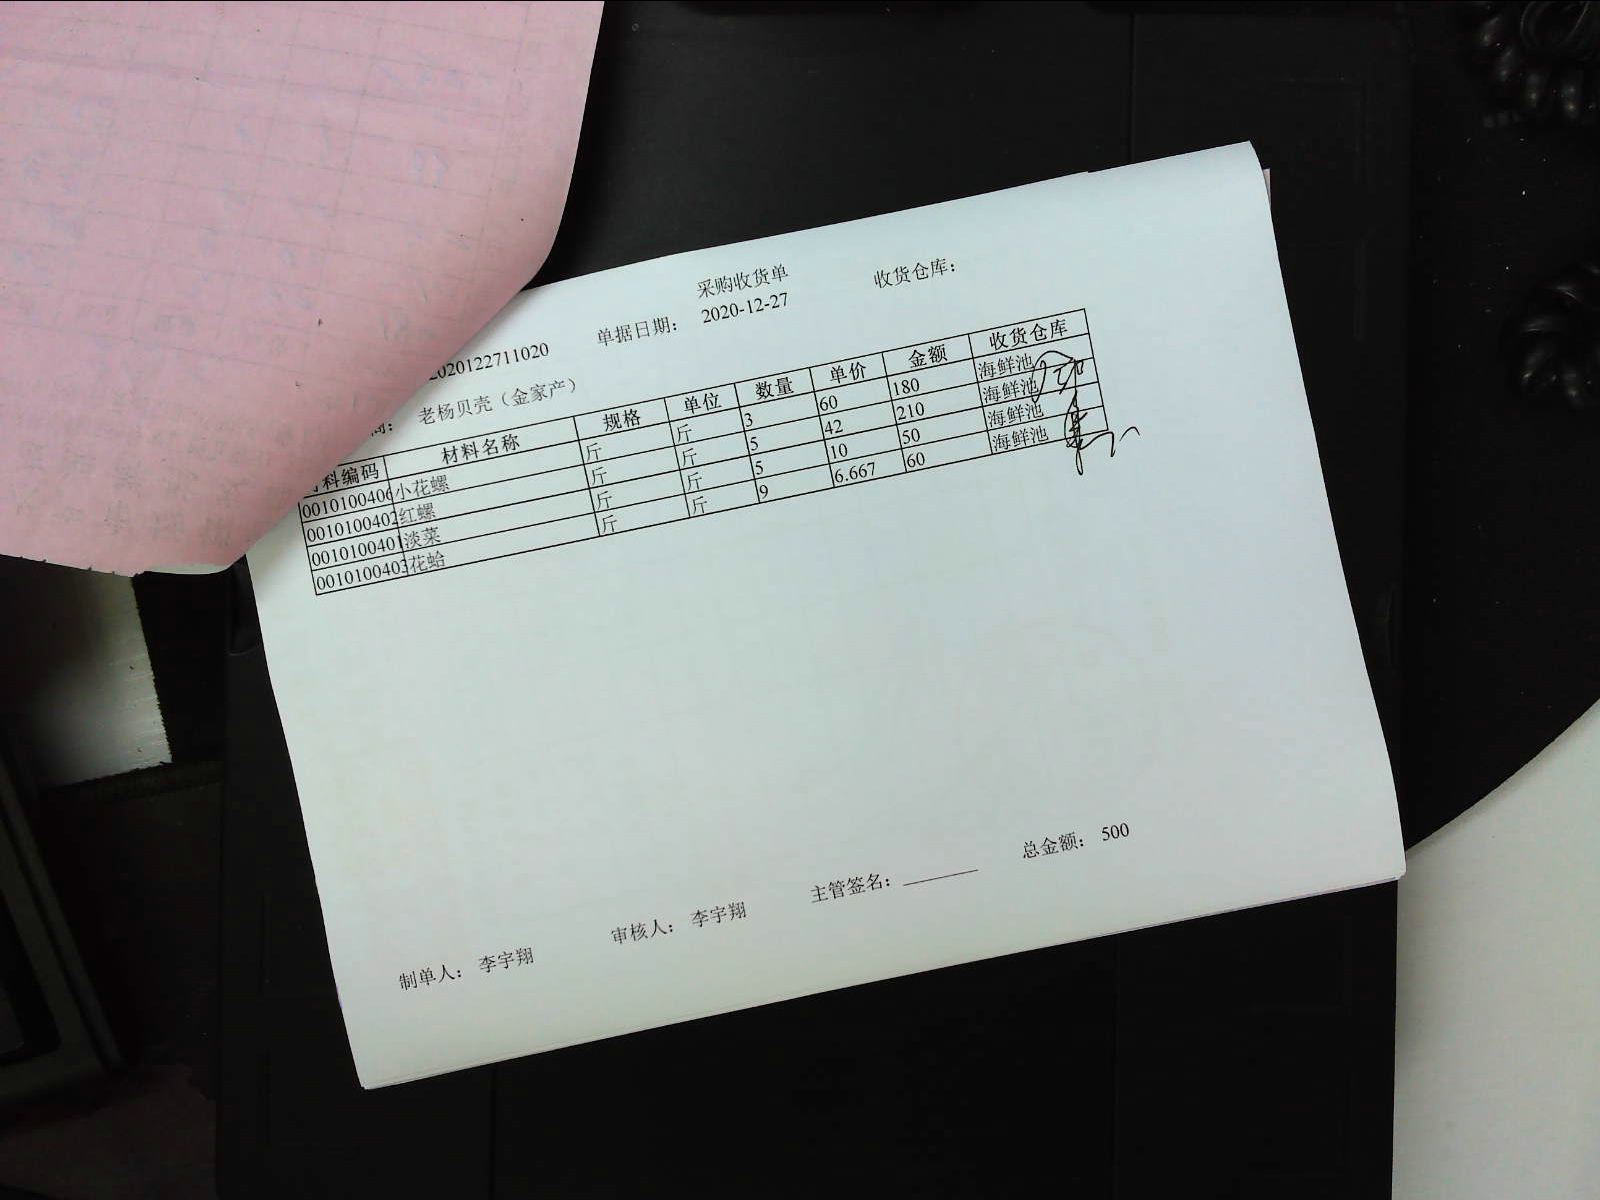 采购收货单
收货仓库：
2020122711020 单据日期： 2020-12-27
商： 老杨贝壳（金家产）
料编码 材料名称 规格 单位 数量 单价 金额 收货仓库
0010100406 小花螺 斤 斤 3 60 180 海鲜池
0010100402 红螺 斤 斤 5 42 210 海鲜池
0010100401 淡菜 斤 斤 5 10 50 海鲜池
0010100403 花蛤 斤 斤 9 6.667 60 海鲜池
总金额： 500
制单人： 李宇翔 审核人： 李宇翔 主管签名：